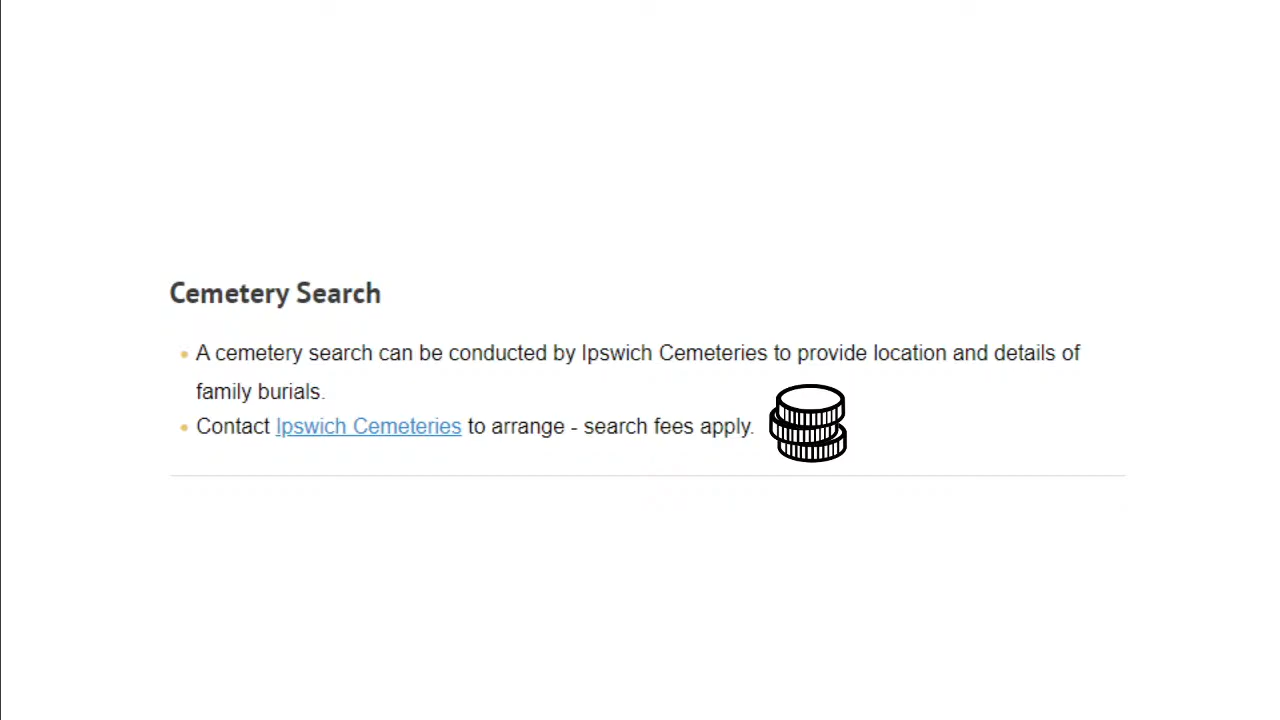 Cemetery Search
A cemetery search can be conducted by Ipswich Cemeteries to provide location and details of
family burials.
Contact Ipswich Cemeteries to arrange - search fees apply.